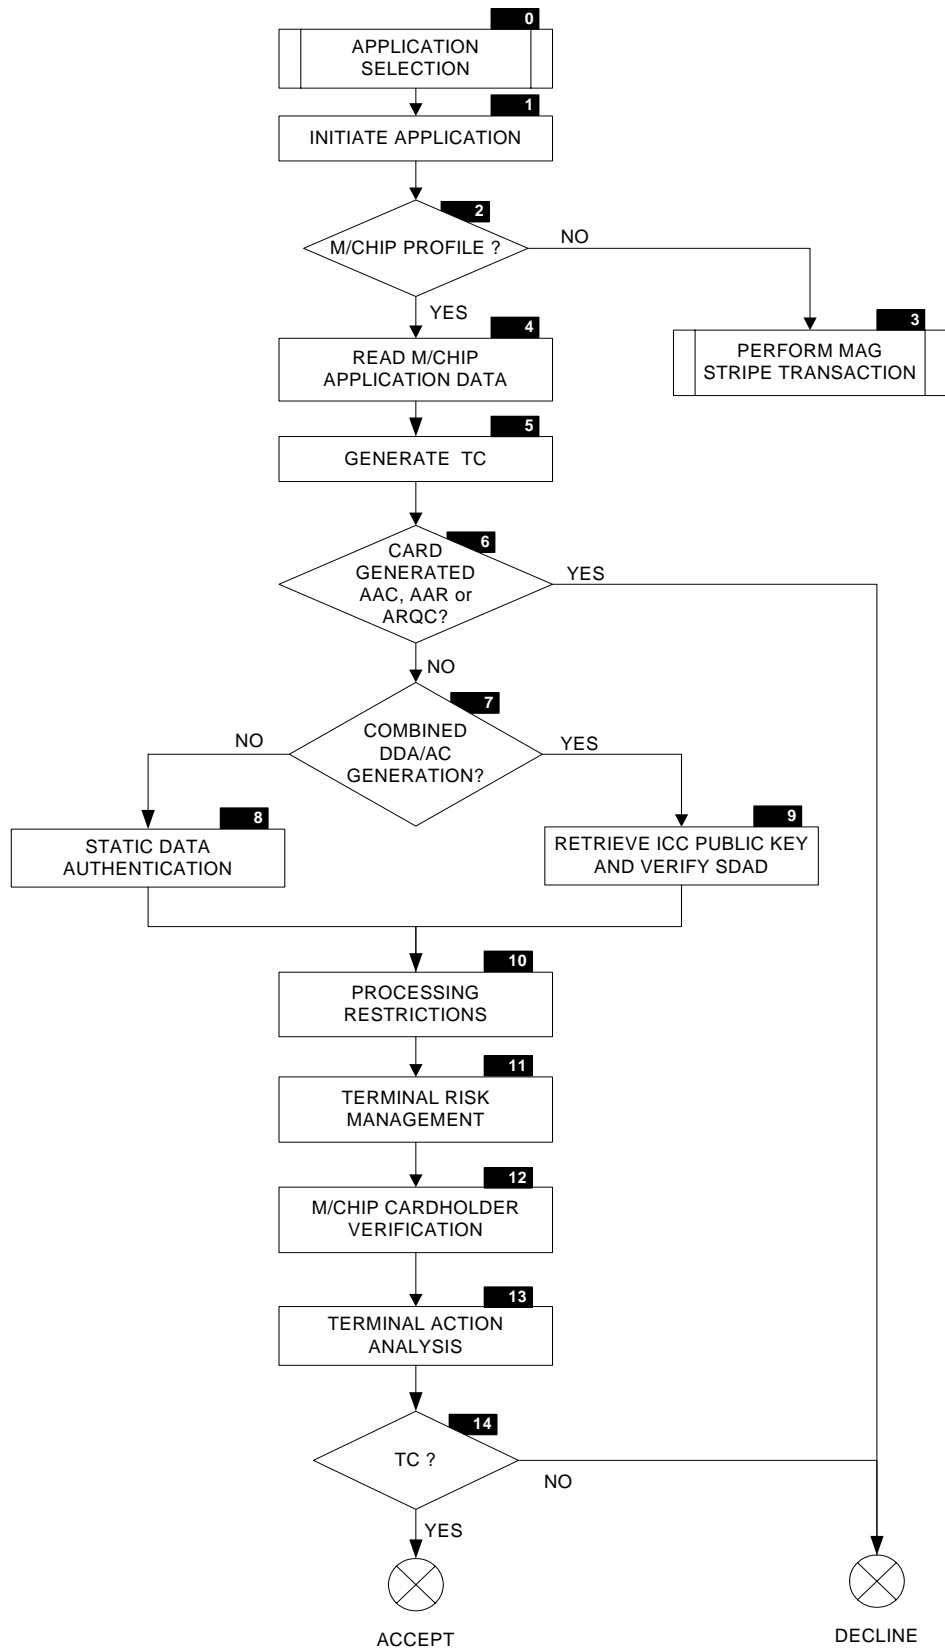 0
APPLICATION
SELECTION
1
INITIATE APPLICATION
2
M/CHIP PROFILE ?
NO
YES
3
PERFORM MAG
STRIPE TRANSACTION
4
READ M/CHIP
APPLICATION DATA
5
GENERATE TC
6
CARD
GENERATED
AAC, AAR or
ARQC?
YES
NO
7
COMBINED
DDA/AC
GENERATION?
NO
YES
8
STATIC DATA
AUTHENTICATION
9
RETRIEVE ICC PUBLIC KEY
AND VERIFY SDAD
10
PROCESSING
RESTRICTIONS
11
TERMINAL RISK
MANAGEMENT
12
M/CHIP CARDHOLDER
VERIFICATION
13
TERMINAL ACTION
ANALYSIS
14
TC ?
NO
YES
ACCEPT
DECLINE